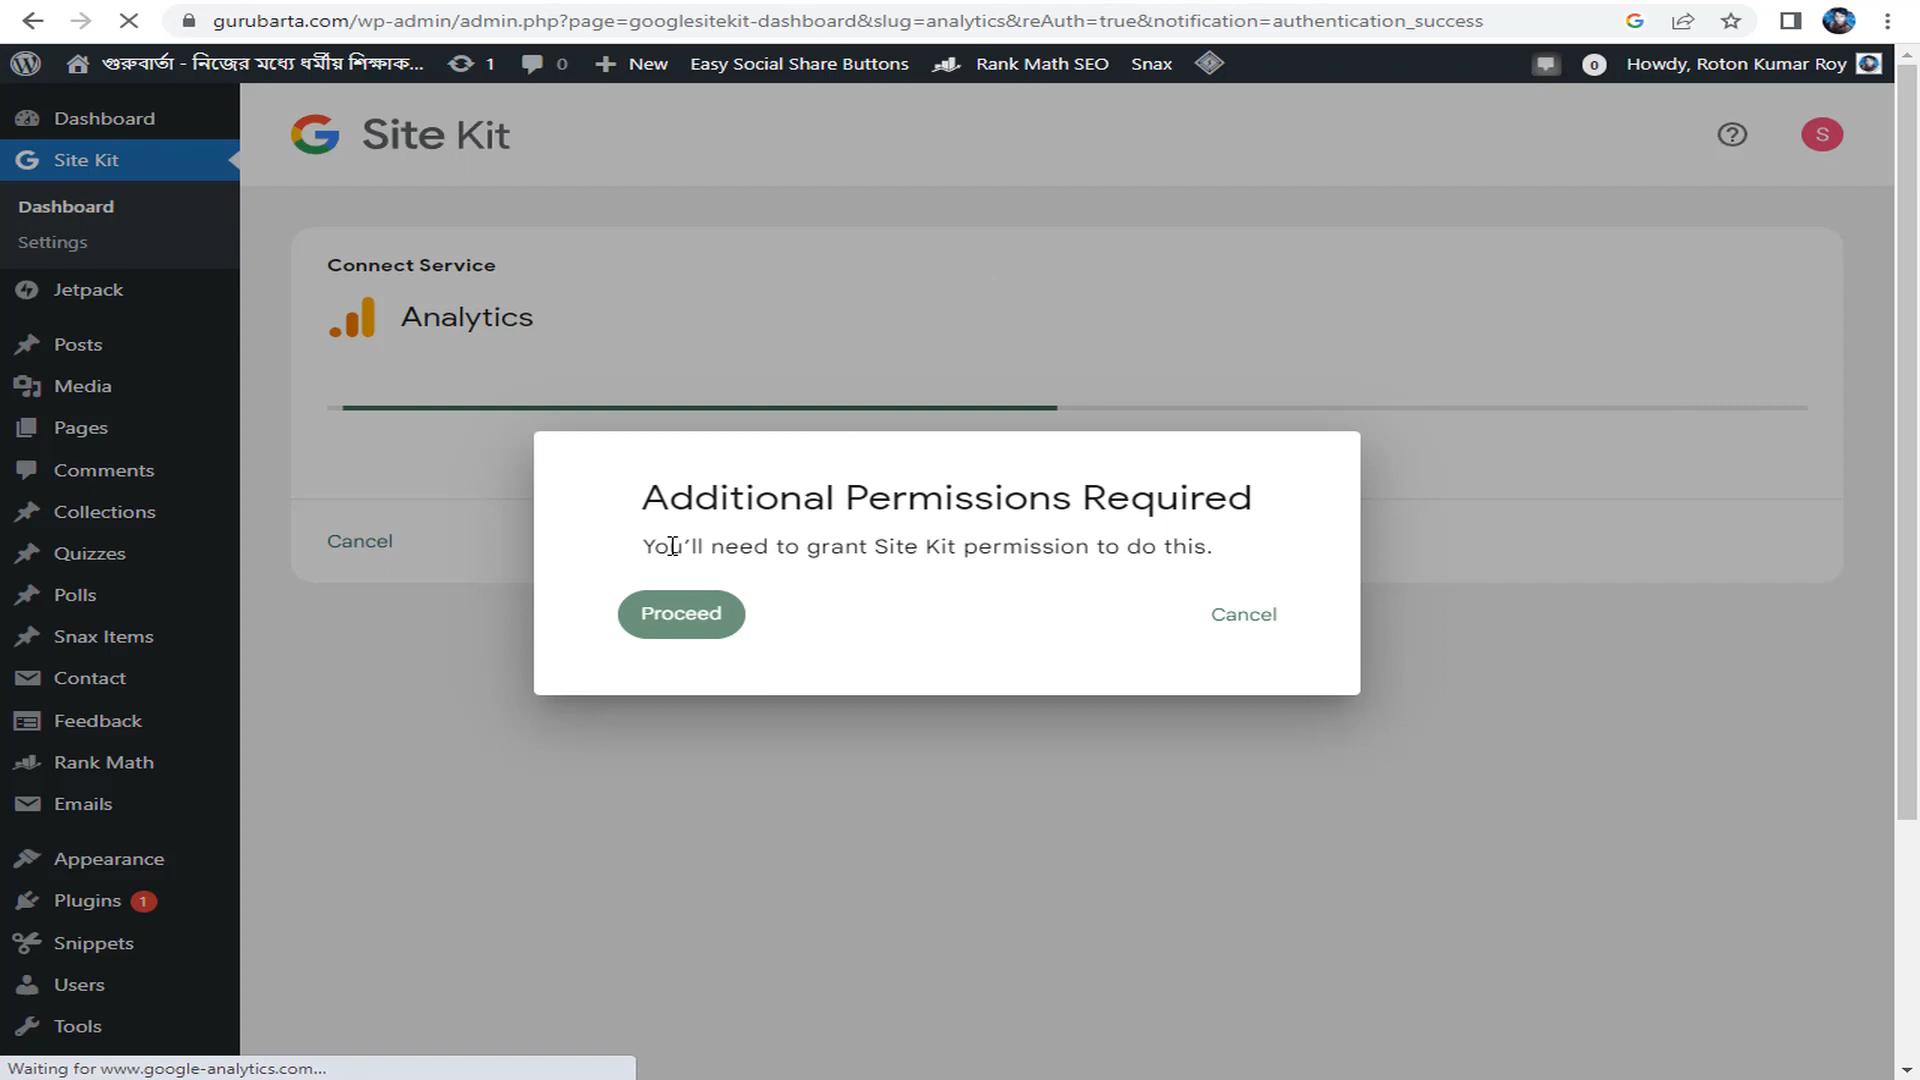 gurubarta.com/wp-admin/admin.php?page=googlesitekit-dashboard&slug=analytics&reAuth=true&notification=authentication_success
গুরুবার্তা - নিজের মধ্যে ধর্মীয় শিক্ষাক... 1 0 New Easy Social Share Buttons Rank Math SEO Snax 0 Howdy, Roton Kumar Roy
Dashboard
Site Kit
Dashboard
Settings
Jetpack
Posts
Media
Pages
Comments
Collections
Quizzes
Polls
Snax Items
Contact
Feedback
Rank Math
Emails
Appearance
Plugins 1
Snippets
Users
Tools
Site Kit
S
Connect Service
Analytics
Cancel
Additional Permissions Required
You'll need to grant Site Kit permission to do this.
Proceed Cancel
Waiting for www.google-analytics.com...